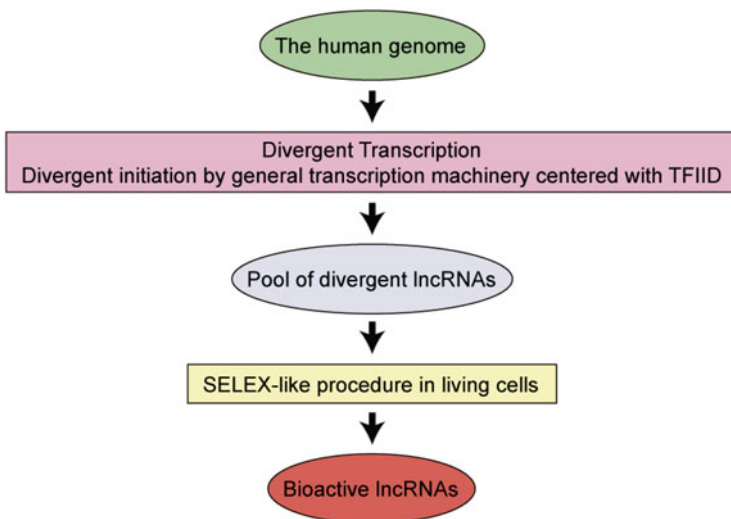 The human genome
Divergent Transcription
Divergent initiation by general transcription machinery centered with TFIID
Pool of divergent lncRNAs
SELEX-like procedure in living cells
Bioactive lncRNAs